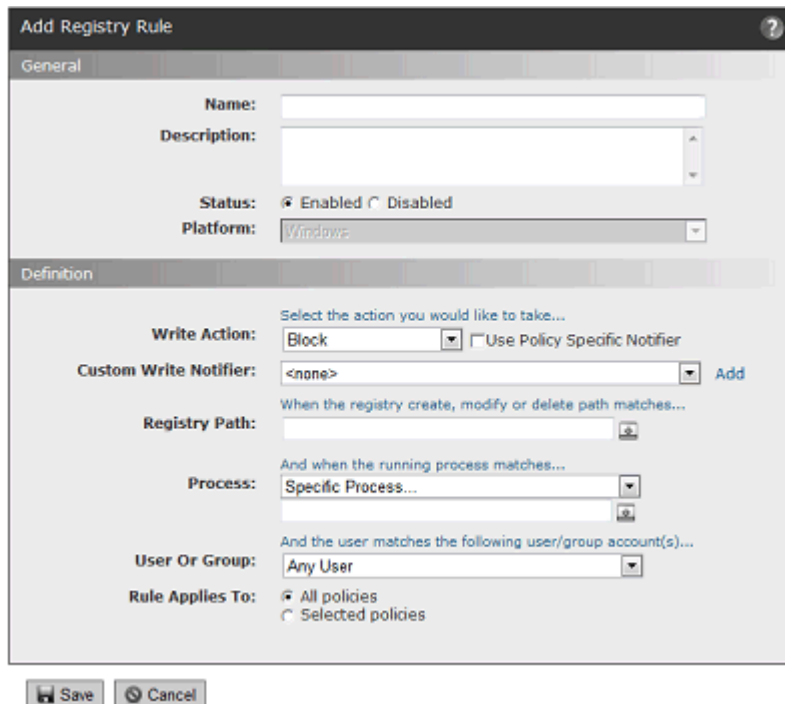 Add Registry Rule ?
General
Name:
Description:
Status: Enabled Disabled
Platform: Windows
Definition
Select the action you would like to take...
Write Action: Block Use Policy Specific Notifier
Custom Write Notifier: <none> Add
When the registry create, modify or delete path matches...
Registry Path:
And when the running process matches...
Process: Specific Process...
And the user matches the following user/group account(s)...
User Or Group: Any User
Rule Applies To: All policies
Selected policies
Save Cancel